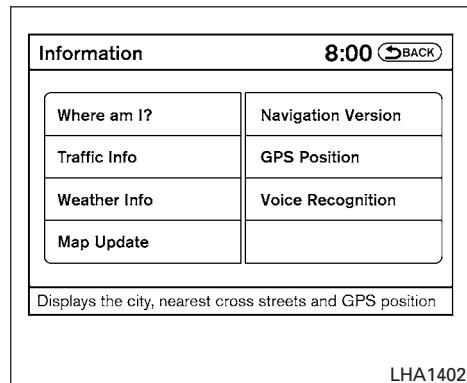 Information 8:00 BACK
Where am I? Navigation Version
Traffic Info GPS Position
Weather Info Voice Recognition
Map Update
Displays the city, nearest cross streets and GPS position
LHA1402